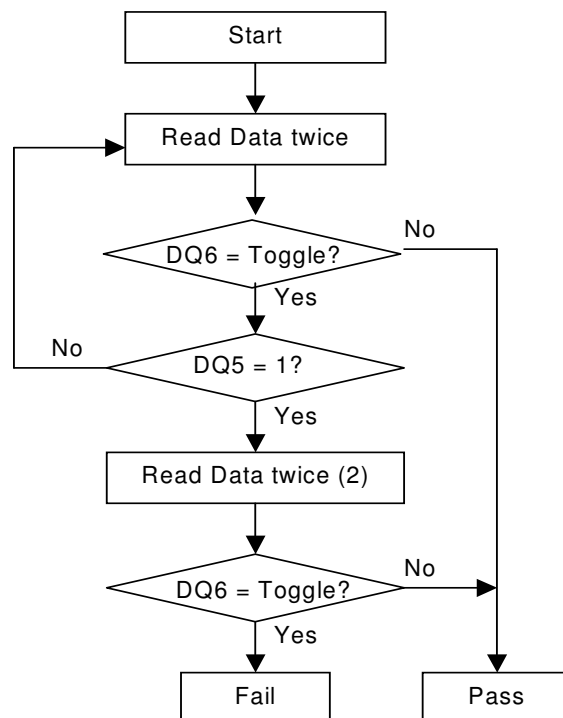 Start
Read Data twice
No
DQ6 = Toggle?
Yes
No
DQ5 = 1?
Yes
Read Data twice (2)
No
DQ6 = Toggle?
Yes
Fail
Pass